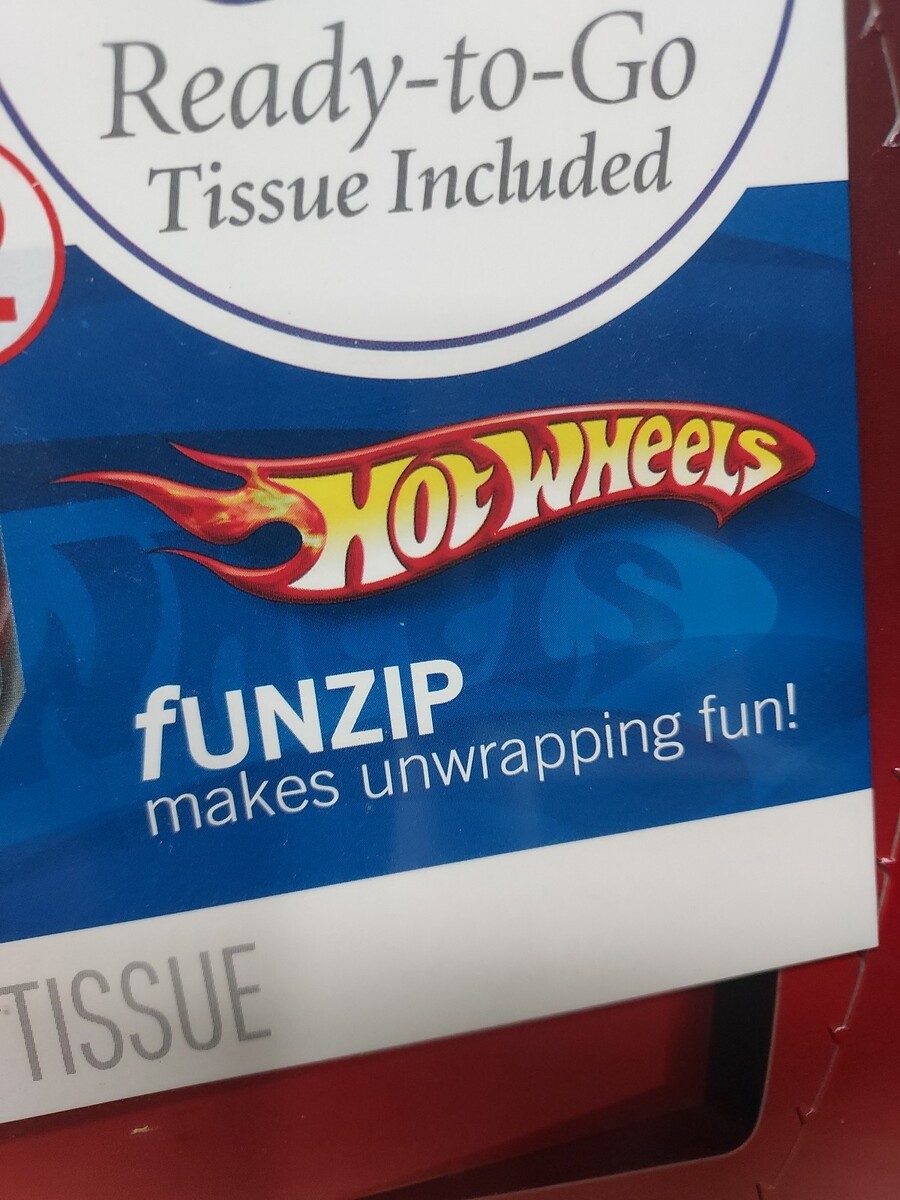 Ready-to-Go
Tissue Included
HOT WHEELS
fUNZIP
makes unwrapping fun!
TISSUE